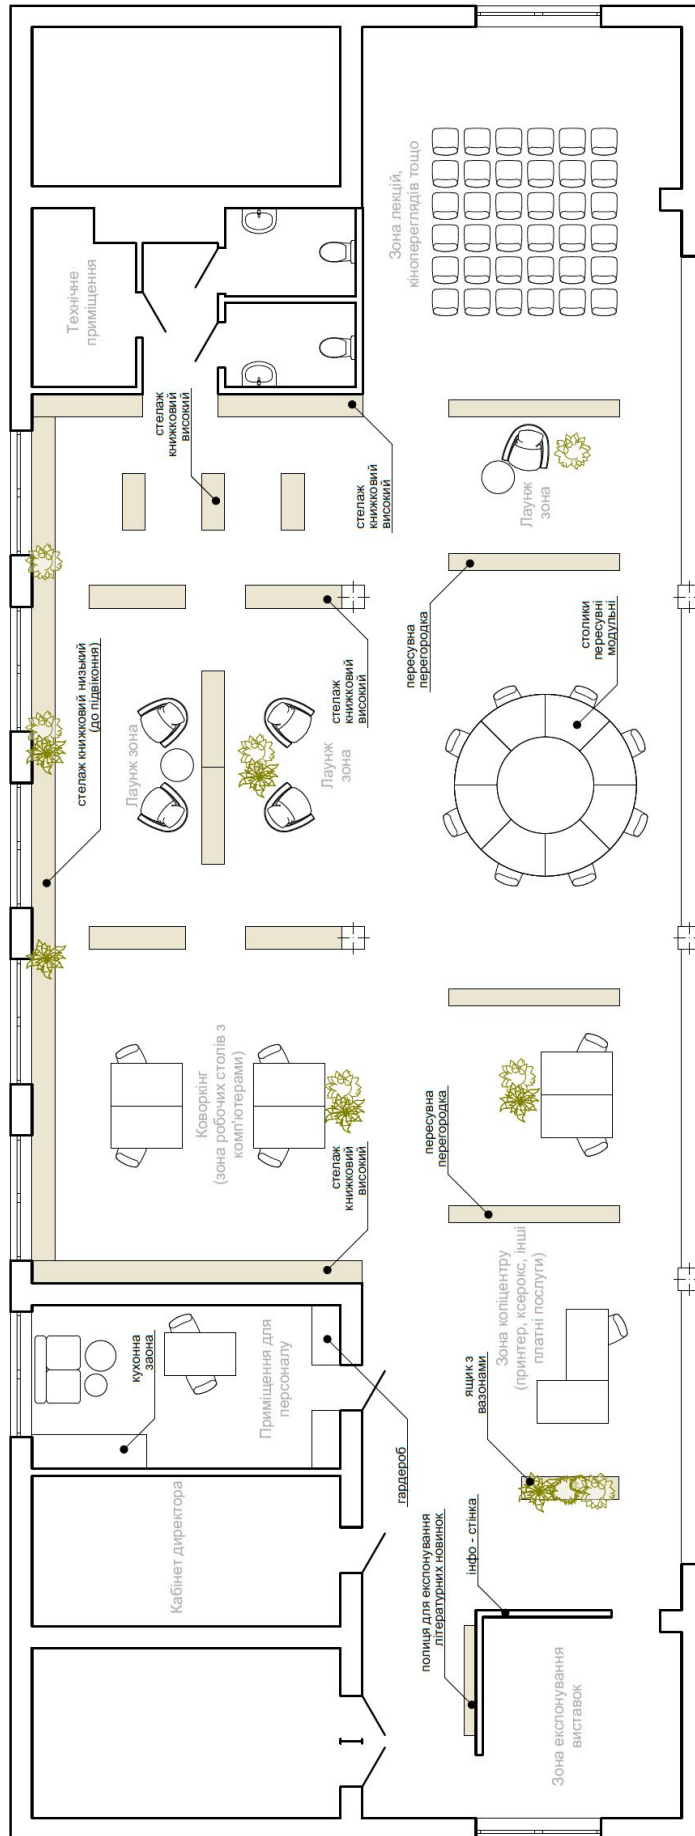 стелаж книжковий низький
(до підвіконня)
Технічне
приміщення
кухонна
заона
Лаунж зона
стелаж
книжковий
високий
Кабінет директора
Приміщення для
персоналу
Коворкінг
(зона робочих столів з
комп'ютерами)
Лаунж
зона
стелаж
книжковий
високий
стелаж
книжковий
високий
стелаж
книжковий
високий
гардероб
Зона лекцій,
кінопереглядів тощо
полиця для експонування
літературних новинок
пересувна
перегородка
пересувна
перегородка
інфо - стінка
ящик з
вазонами
Зона копіцентру
(принтер, ксерокс, інші
платні послуги)
Лаунж
зона
Зона експонування
виставок
столики
пересувні
модульні